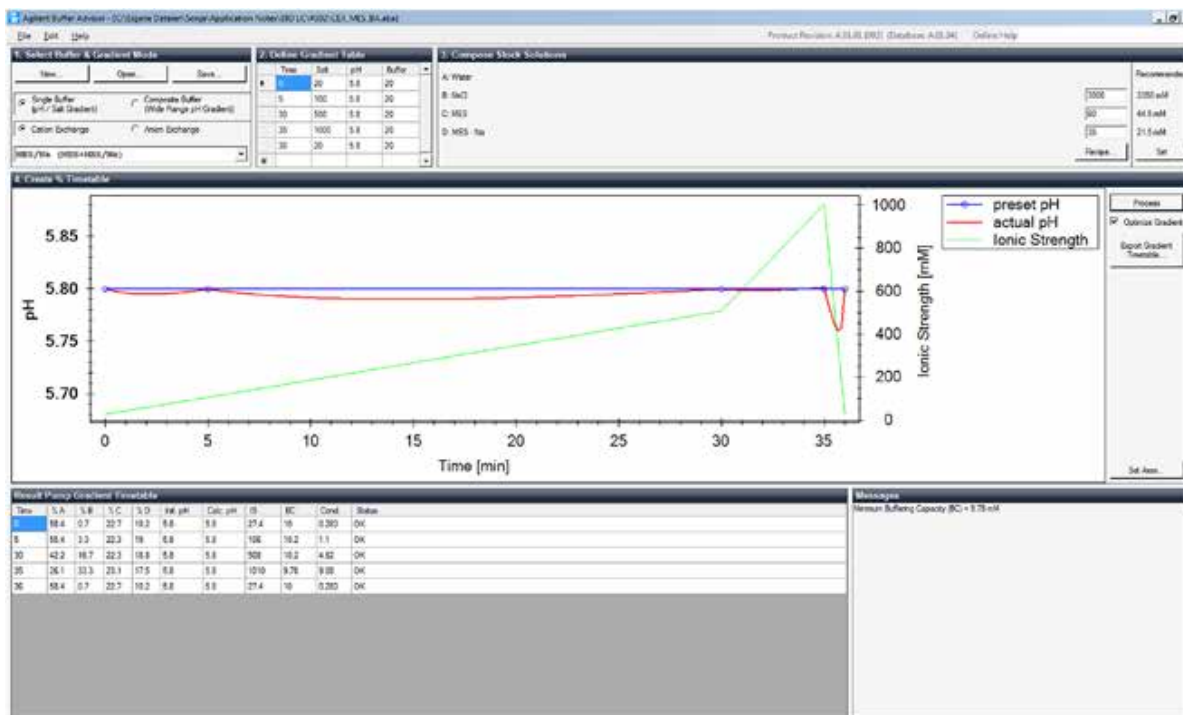 Agilent Buffer Advisor -
File Edit Help
Online Help
1. Select Buffer & Gradient Mode
New... Open... Save...
Single Buffer
(pH / Salt Gradient)
Composite Buffer
(Wide Range pH Gradient)
Cation Exchange
Anion Exchange
2. Define Gradient Table
Time Salt pH Buffer
20 5.8 20
5 100 5.8 20
30 500 5.8 20
35 1000 5.8 20
20 5.8 20
3. Compose Stock Solutions
A: Water
B: NaCl
C: MES
D: MES - Na
3000
Recipe...
Set
4. Create % Timetable
pH
5.85
5.80
5.75
5.70
0 5 10 15 20 25 30 35
Time [min]
1000
800
600
400
200
0
Ionic Strength [mM]
preset pH
actual pH
Ionic Strength
Process
Optimize Gradient
Export Gradient
Timetable...
Result Pump Gradient Timetable
Time %A %B %C %D Calc. pH IS BC Cond. Status
58.4 0.7 22.7 18.2 5.8 5.8 27.4 10 0.283 OK
5 55.4 3.3 22.3 19 5.8 5.8 106 10.2 1.1 OK
30 42.2 16.7 22.3 18.8 5.8 5.8 508 10.2 4.62 OK
35 26.1 33.3 23.1 17.5 5.8 5.8 1010 9.78 OK
36 58.4 0.7 22.7 18.2 5.8 5.8 27.4 10 0.283 OK
Messages
Minimum Buffering Capacity (BC) = 9.78 mM